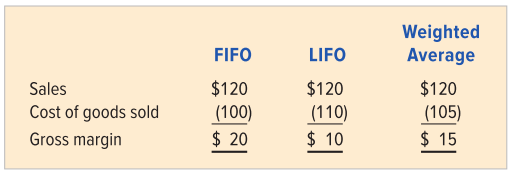 Weighted
FIFO LIFO Average
Sales $120 $120 $120
Cost of goods sold (100) (110) (105)
Gross margin $ 20 $ 10 $ 15